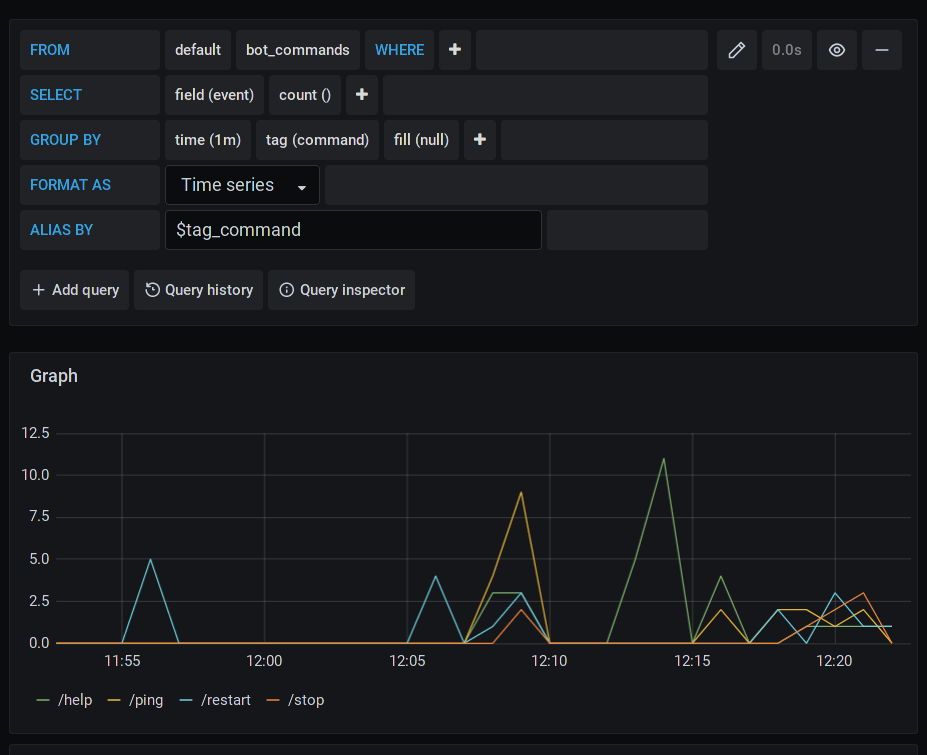 FROM default bot_commands WHERE + 0.0s
SELECT field (event) count () +
GROUP BY time (1m) tag (command) fill (null) +
FORMAT AS Time series
ALIAS BY $tag_command
+ Add query Query history Query inspector
Graph
12.5
10.0
7.5
5.0
2.5
0.0
11:55 12:00 12:05 12:10 12:15 12:20
/help /ping /restart /stop